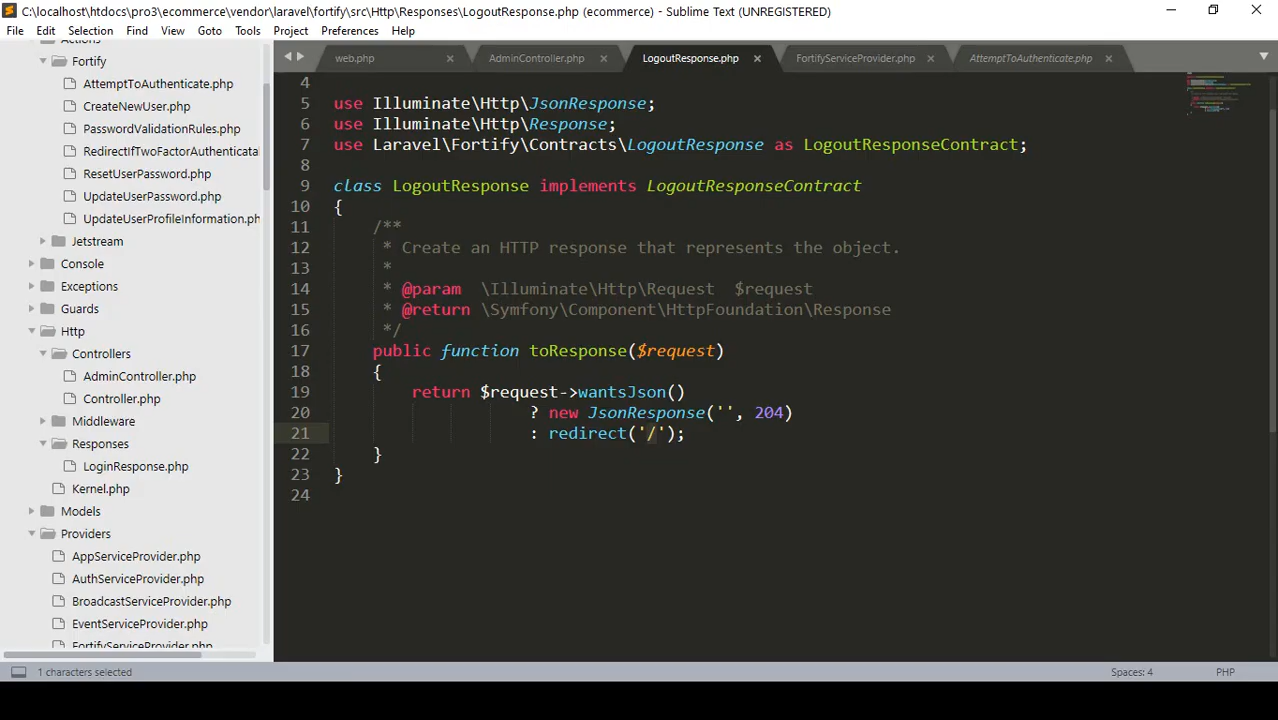 C:\localhost\htdocs\pro3\ecommerce\vendor\laravel\fortify\src\Http\Responses\LogoutResponse.php (ecommerce) - Sublime Text (UNREGISTERED)
File Edit Selection Find View Goto Tools Project Preferences Help
web.php AdminController.php LogoutResponse.php FortifyServiceProvider.php AttemptToAuthenticate.php
Actions
Fortify
AttemptToAuthenticate.php
CreateNewUser.php
PasswordValidationRules.php
RedirectIfTwoFactorAuthenticata
ResetUserPassword.php
UpdateUserPassword.php
UpdateUserProfileInformation.ph
Jetstream
Console
Exceptions
Guards
Http
Controllers
AdminController.php
Controller.php
Middleware
Responses
LoginResponse.php
Kernel.php
Models
Providers
AppServiceProvider.php
AuthServiceProvider.php
BroadcastServiceProvider.php
EventServiceProvider.php
FortifyServiceProvider.php
4
5 use Illuminate\Http\JsonResponse;
6 use Illuminate\Http\Response;
7 use Laravel\Fortify\Contracts\LogoutResponse as LogoutResponseContract;
8
9 class LogoutResponse implements LogoutResponseContract
10 {
11 /**
12 * Create an HTTP response that represents the object.
13 *
14 * @param \Illuminate\Http\Request $request
15 * @return \Symfony\Component\HttpFoundation\Response
16 */
17 public function toResponse($request)
18 {
19 return $request->wantsJson()
20 ? new JsonResponse('', 204)
21 : redirect('/');
22 }
23 }
24
1 characters selected
Spaces: 4
PHP